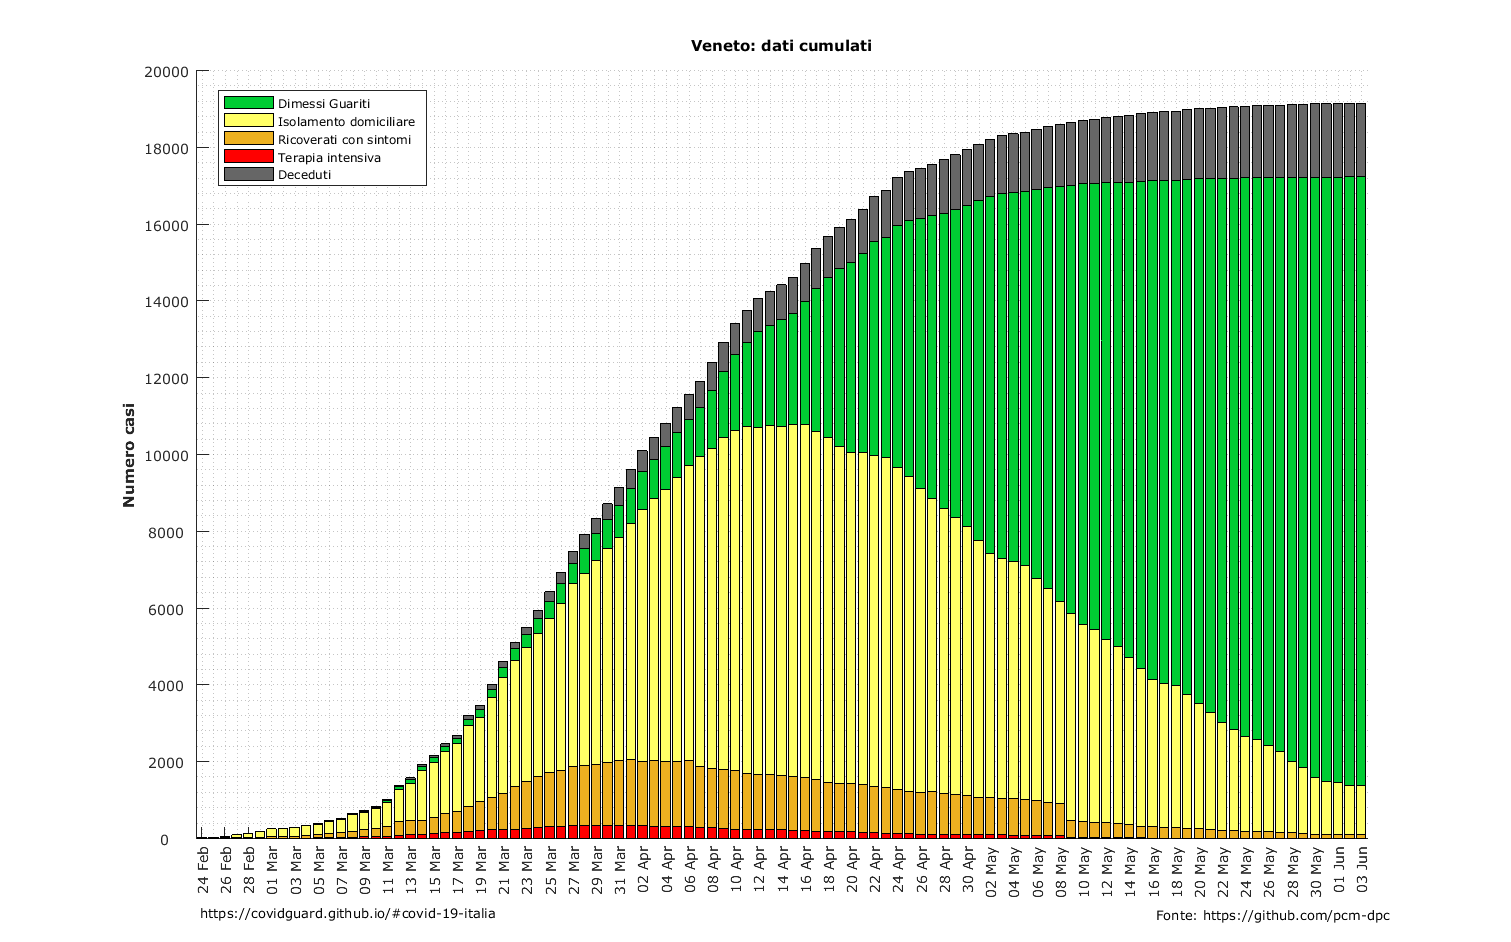 Veneto: dati cumulati
20000
18000
16000
14000
12000
10000
8000
6000
4000
2000
0
Numero casi
Dimessi Guariti
Isolamento domiciliare
Ricoverati con sintomi
Terapia intensiva
Deceduti
24 Feb
26 Feb
28 Feb
01 Mar
03 Mar
05 Mar
07 Mar
09 Mar
11 Mar
13 Mar
15 Mar
17 Mar
19 Mar
21 Mar
23 Mar
25 Mar
27 Mar
29 Mar
31 Mar
02 Apr
04 Apr
06 Apr
08 Apr
10 Apr
12 Apr
14 Apr
16 Apr
18 Apr
20 Apr
22 Apr
24 Apr
26 Apr
28 Apr
30 Apr
02 May
04 May
06 May
08 May
10 May
12 May
14 May
16 May
18 May
20 May
22 May
24 May
26 May
28 May
30 May
01 Jun
03 Jun
https://covidguard.github.io/#covid-19-italia
Fonte: https://github.com/pcm-dpc